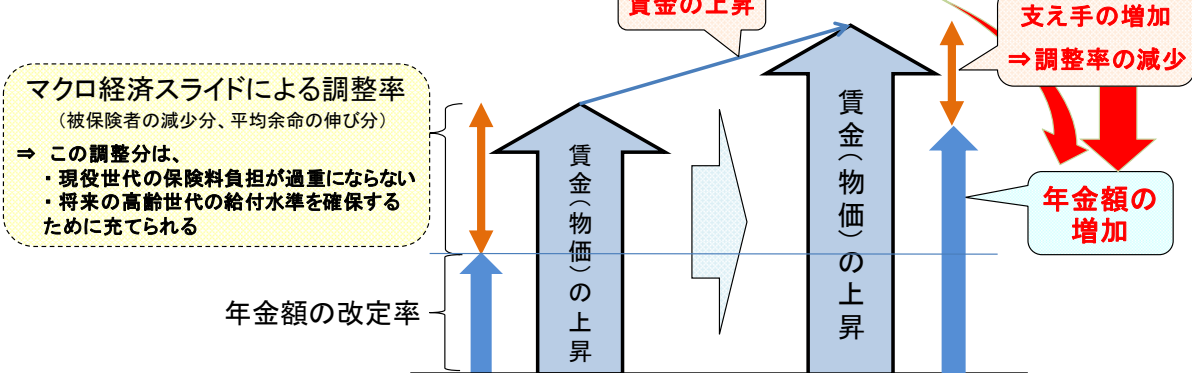 賃金の上昇
支え手の増加
⇒調整率の減少
マクロ経済スライドによる調整率
（被保険者の減少分、平均余命の伸び分）
⇒ この調整分は、
・現役世代の保険料負担が過重にならない
・将来の高齢世代の給付水準を確保する
ために充てられる
賃金（物価）の上昇
賃金（物価）の上昇
年金額の
増加
年金額の改定率